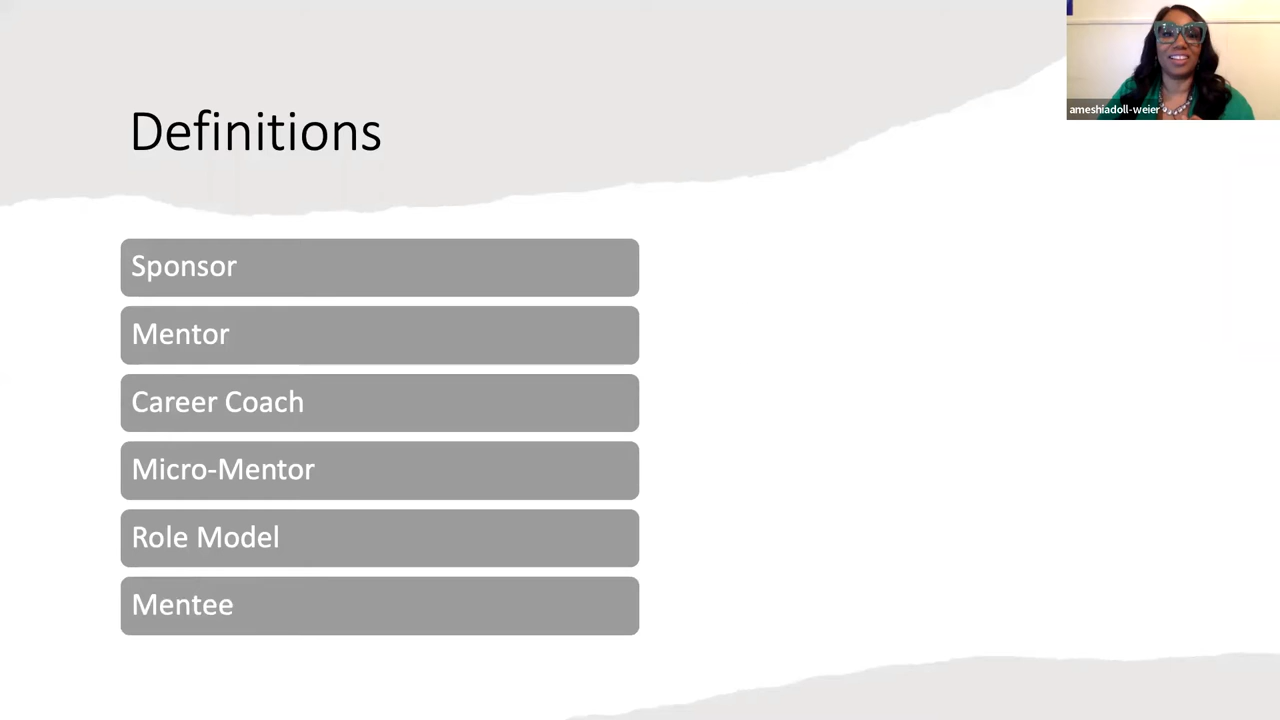 Definitions
Sponsor
Mentor
Career Coach
Micro-Mentor
Role Model
Mentee
ameshiadoll-weier